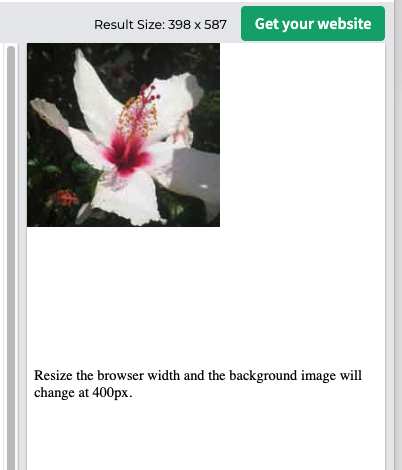 Result Size: 398 x 587
Get your website
Resize the browser width and the background image will
change at 400px.